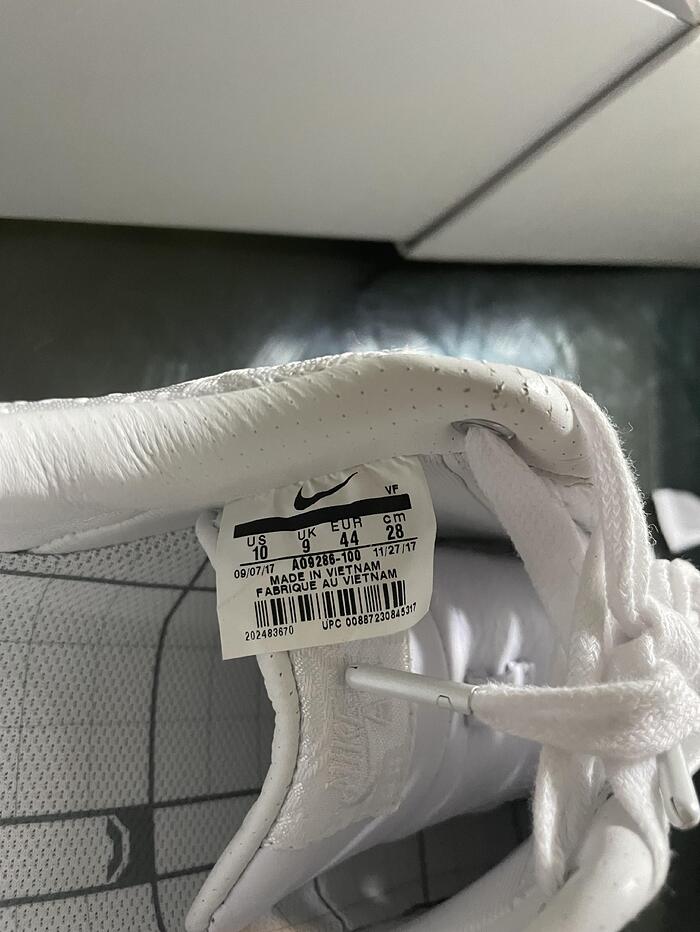 VF
US UK EUR cm
10 9 44 28
09/07/17 AO9286-100 11/27/17
MADE IN VIETNAM
FABRIQUE AU VIETNAM
202483670 UPC 00887230845317
NIKE